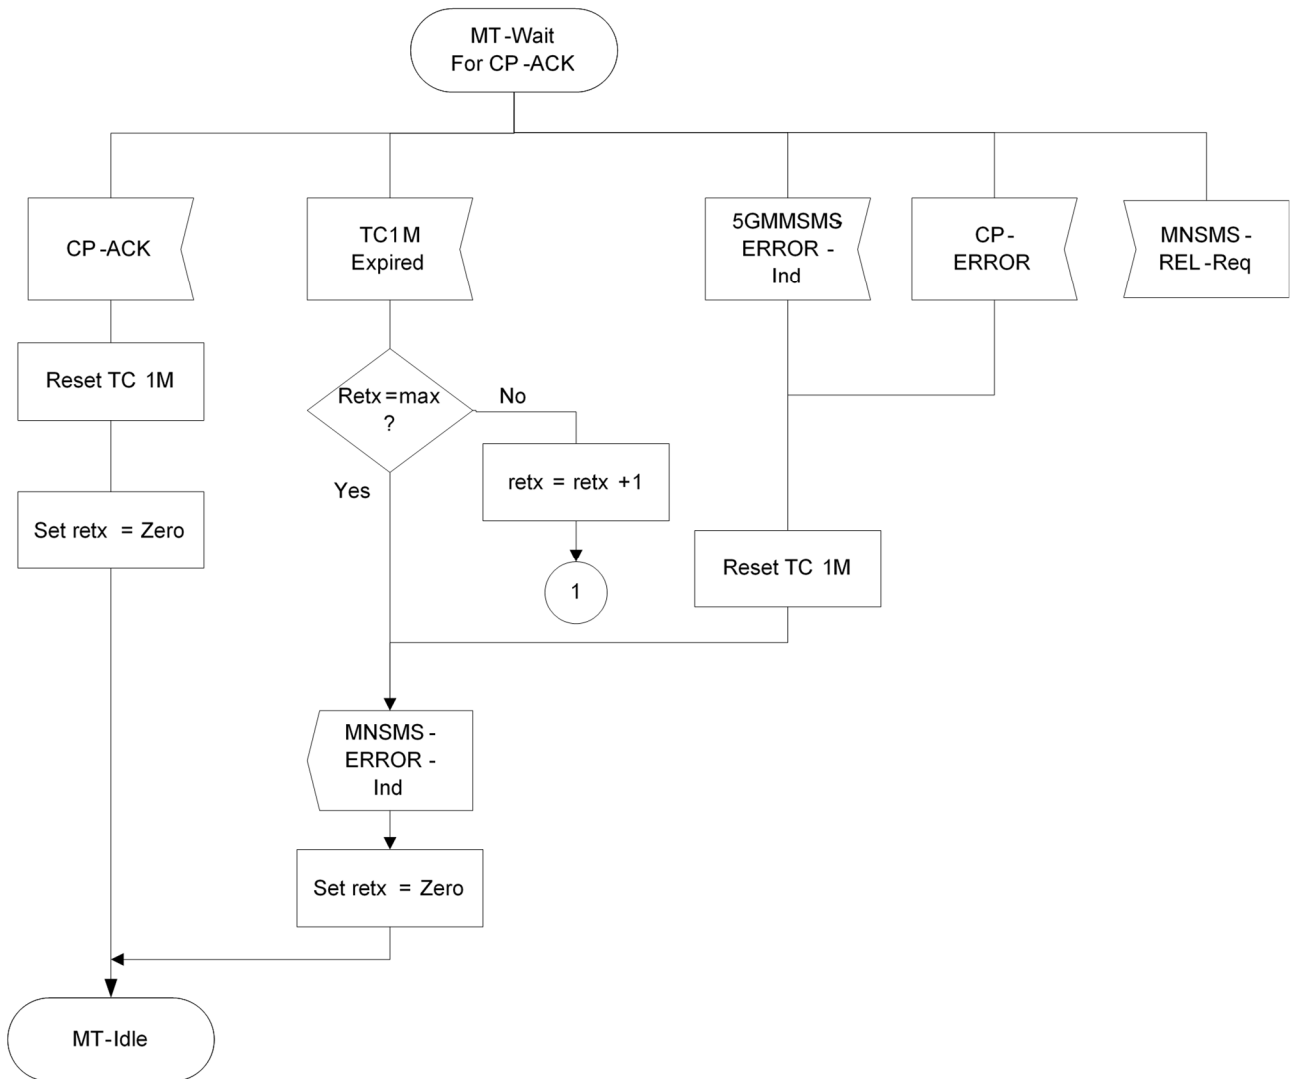 MT-Wait
For CP-ACK
CP-ACK
TC1M
Expired
5GMMSMS-
ERROR -
Ind
CP-
ERROR
MNSMS -
REL-Req
Reset TC 1M
Retx=max
?
No
Yes
retx = retx +1
Set retx = Zero
Reset TC 1M
1
MNSMS -
ERROR -
Ind
Set retx = Zero
MT-Idle